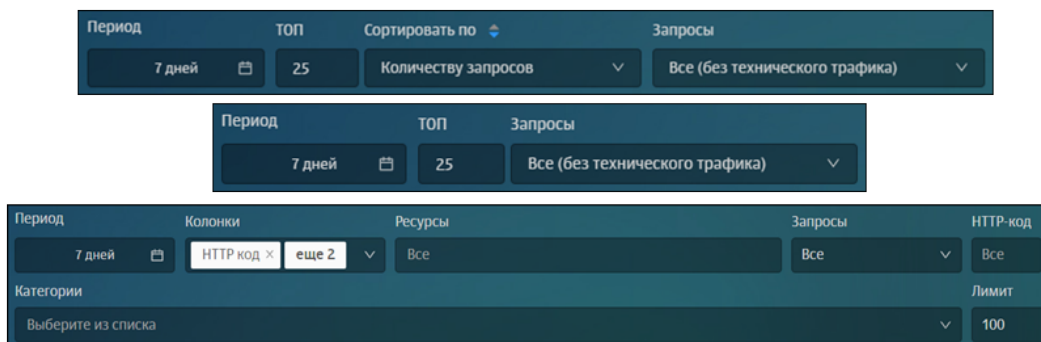 Период ТОП Сортировать по Запросы
7 дней 25 Количеству запросов Все (без технического трафика)
Период ТОП Запросы
7 дней 25 Все (без технического трафика)
Период Колонки Ресурсы Запросы HTTP-код
7 дней HTTP код × еще 2 Все Все Все
Категории Лимит
Выберите из списка 100